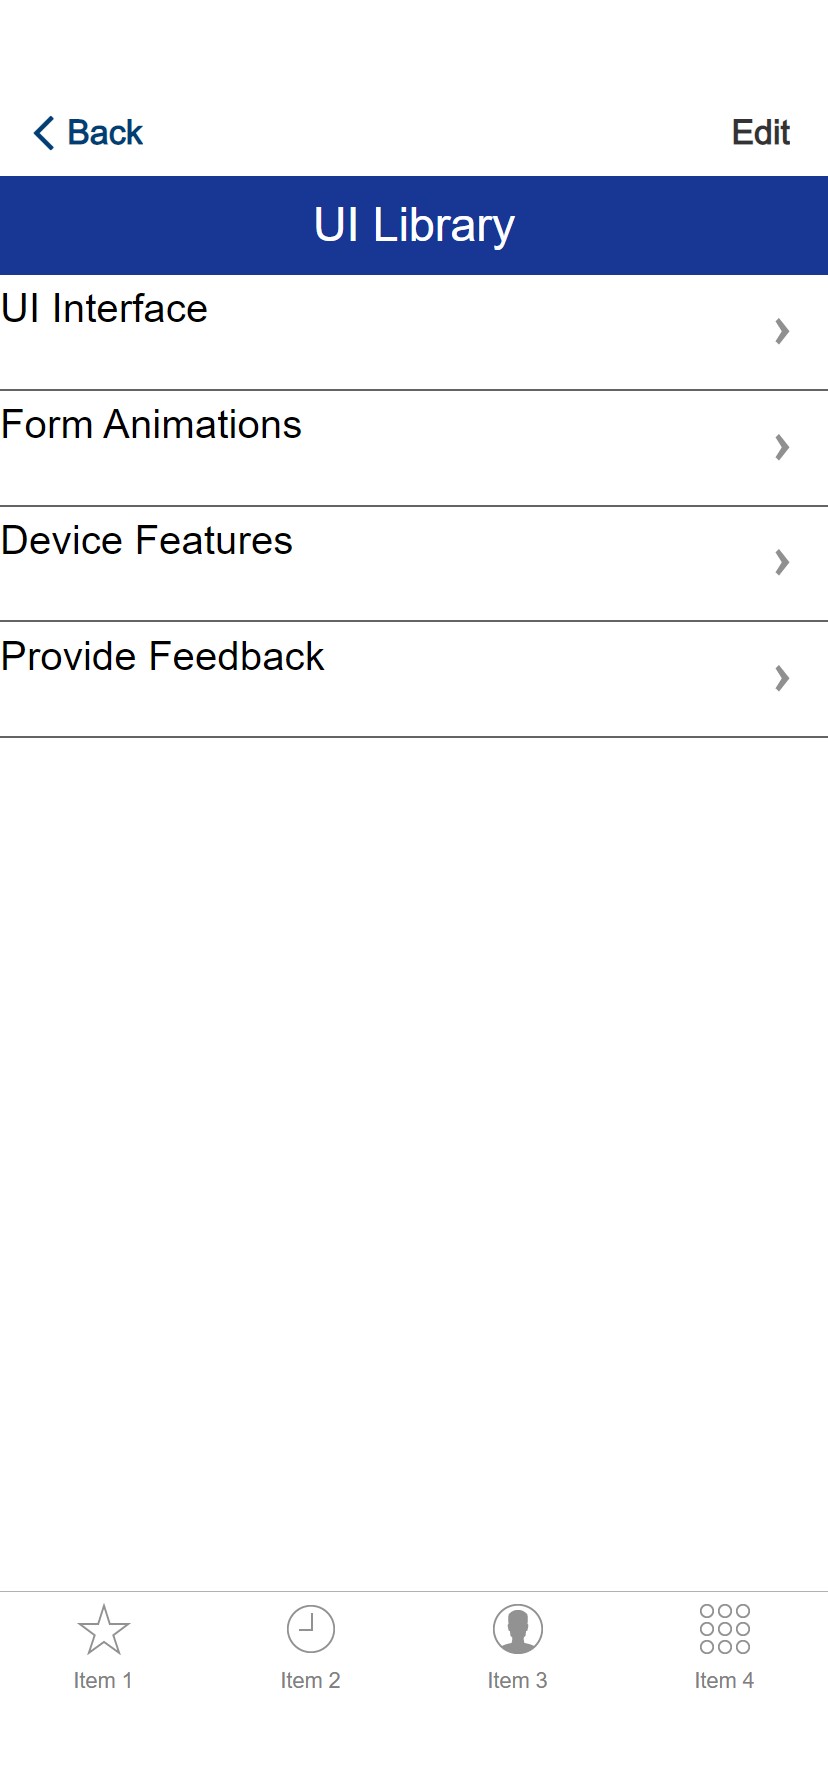 Back
Edit
UI Library
UI Interface
Form Animations
Device Features
Provide Feedback
Item 1
Item 2
Item 3
Item 4